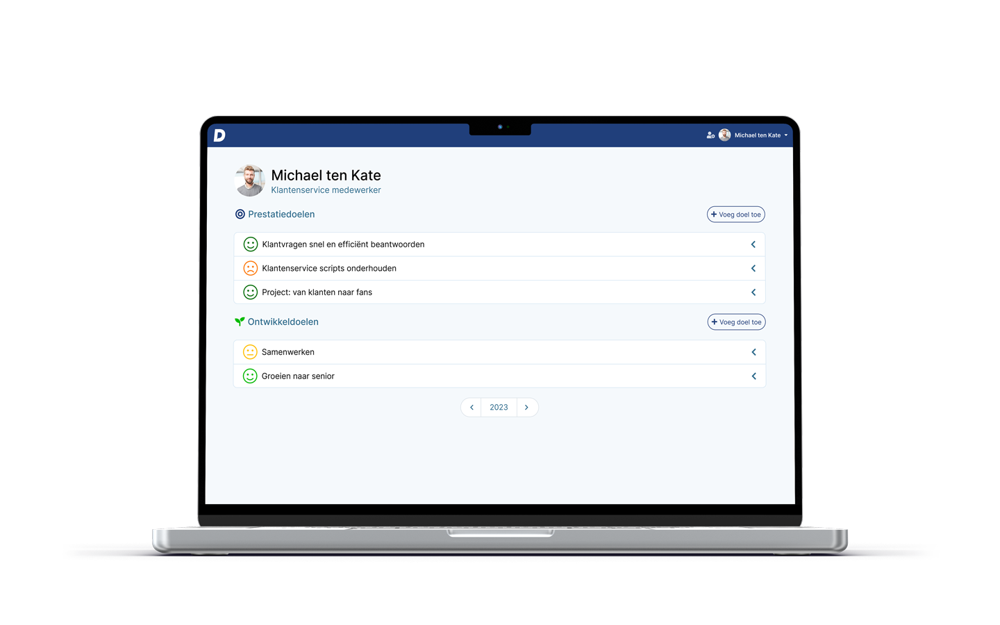 D
Michael ten Kate
Michael ten Kate
Klantenservice medewerker
Prestatiedoelen
+ Voeg doel toe
Klantvragen snel en efficiënt beantwoorden
Klantenservice scripts onderhouden
Project: van klanten naar fans
Ontwikkeldoelen
+ Voeg doel toe
Samenwerken
Groeien naar senior
2023